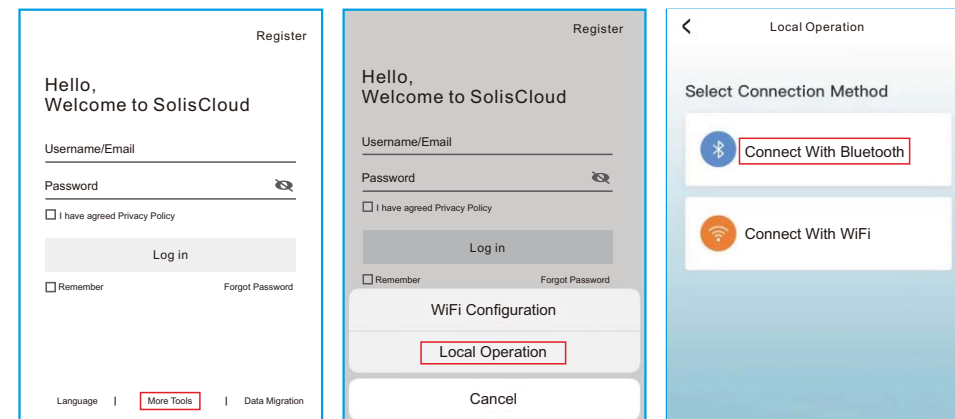 Register
Hello,
Welcome to SolisCloud
Username/Email
Password
I have agreed Privacy Policy
Log in
Remember Forgot Password
Language | More Tools | Data Migration
Register
Hello,
Welcome to SolisCloud
Username/Email
Password
I have agreed Privacy Policy
Log in
Remember Forgot Password
WiFi Configuration
Local Operation
Cancel
Local Operation
Select Connection Method
Connect With Bluetooth
Connect With WiFi